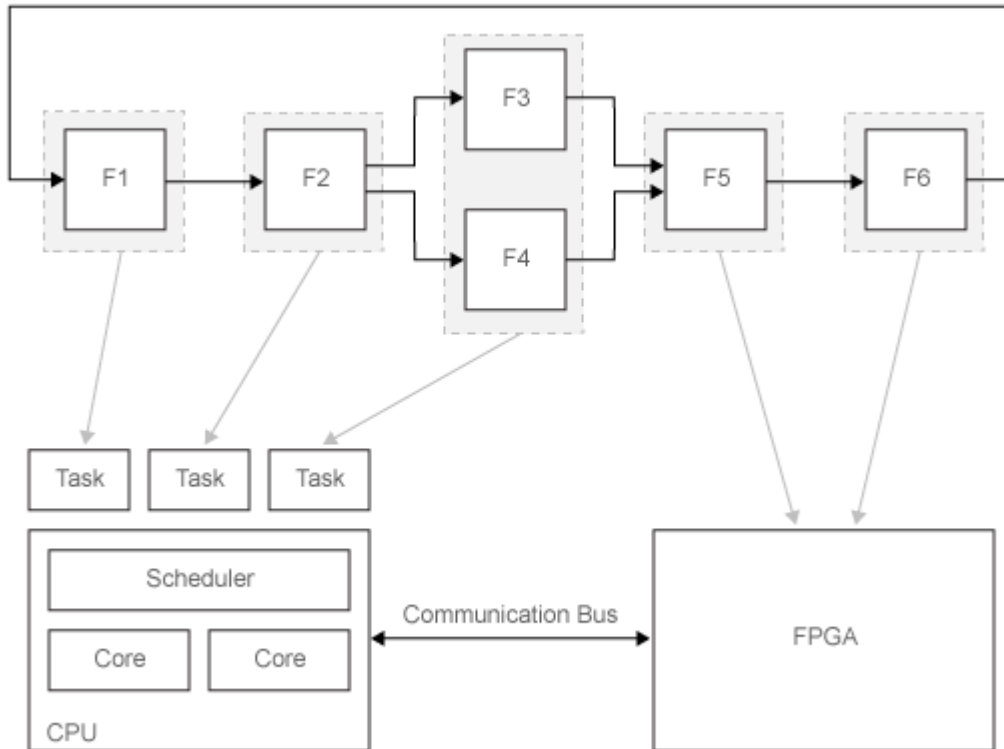 F3
F1
F2
F5
F6
F4
Task
Task
Task
Scheduler
Communication Bus
FPGA
Core
Core
CPU